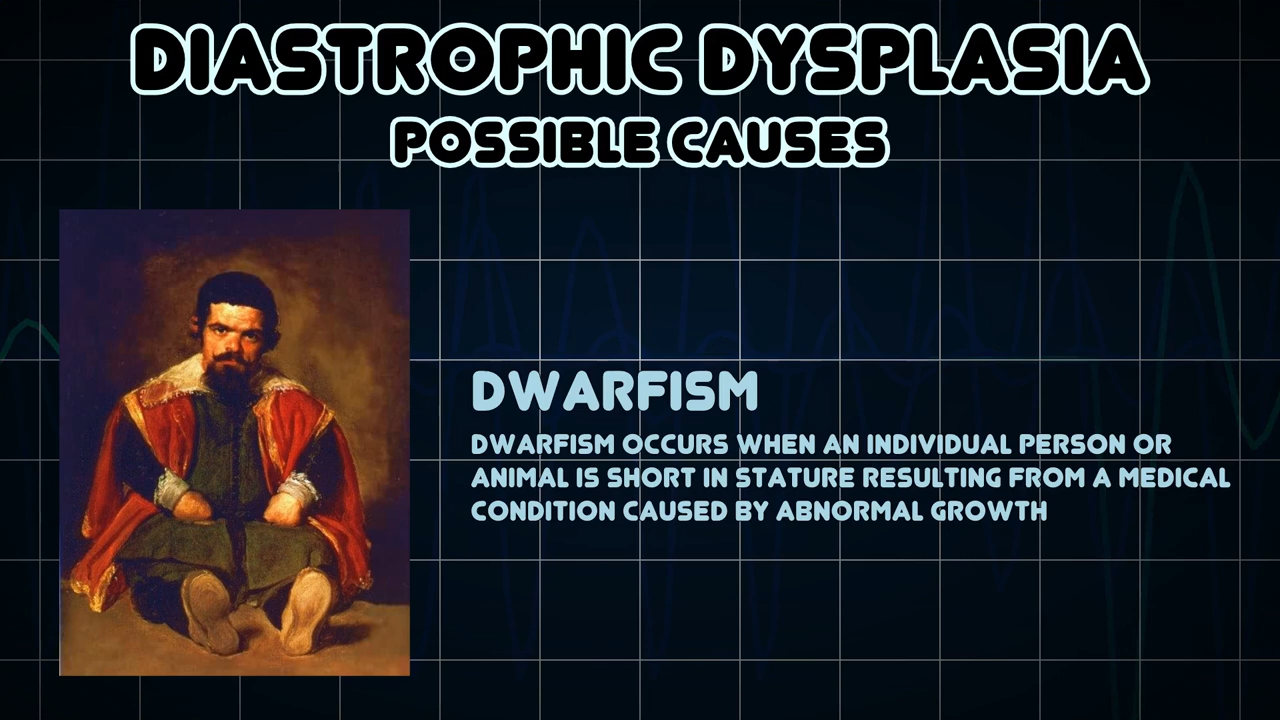 DIASTROPHIC DYSPLASIA
POSSIBLE CAUSES
DWARFISM
DWARFISM OCCURS WHEN AN INDIVIDUAL PERSON OR
ANIMAL IS SHORT IN STATURE RESULTING FROM A MEDICAL
CONDITION CAUSED BY ABNORMAL GROWTH